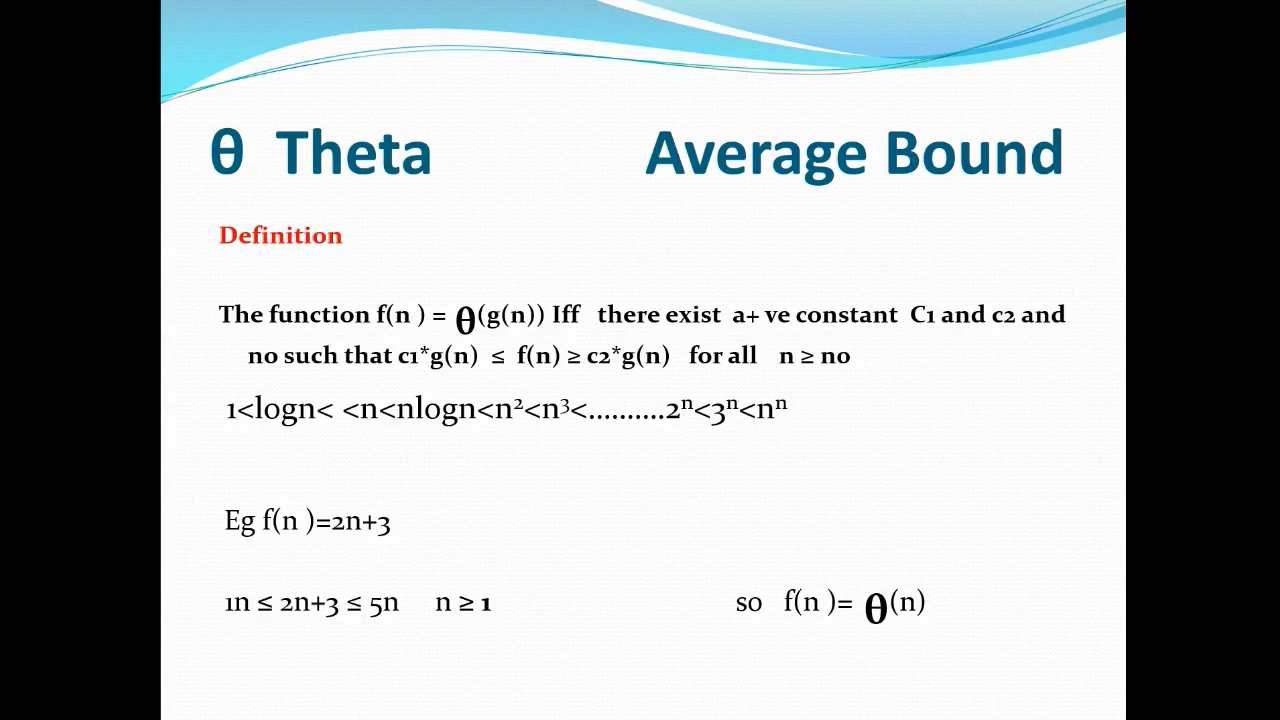 θ Theta Average Bound
Definition
The function f(n ) = θ(g(n)) Iff there exist a+ ve constant C1 and c2 and
no such that c1*g(n) ≤ f(n) ≥ c2*g(n) for all n ≥ no
1<logn< <n<nlogn<n²<n³<..........2ⁿ<3ⁿ<nⁿ
Eg f(n )=2n+3
1n ≤ 2n+3 ≤ 5n n ≥ 1 so f(n )= θ(n)